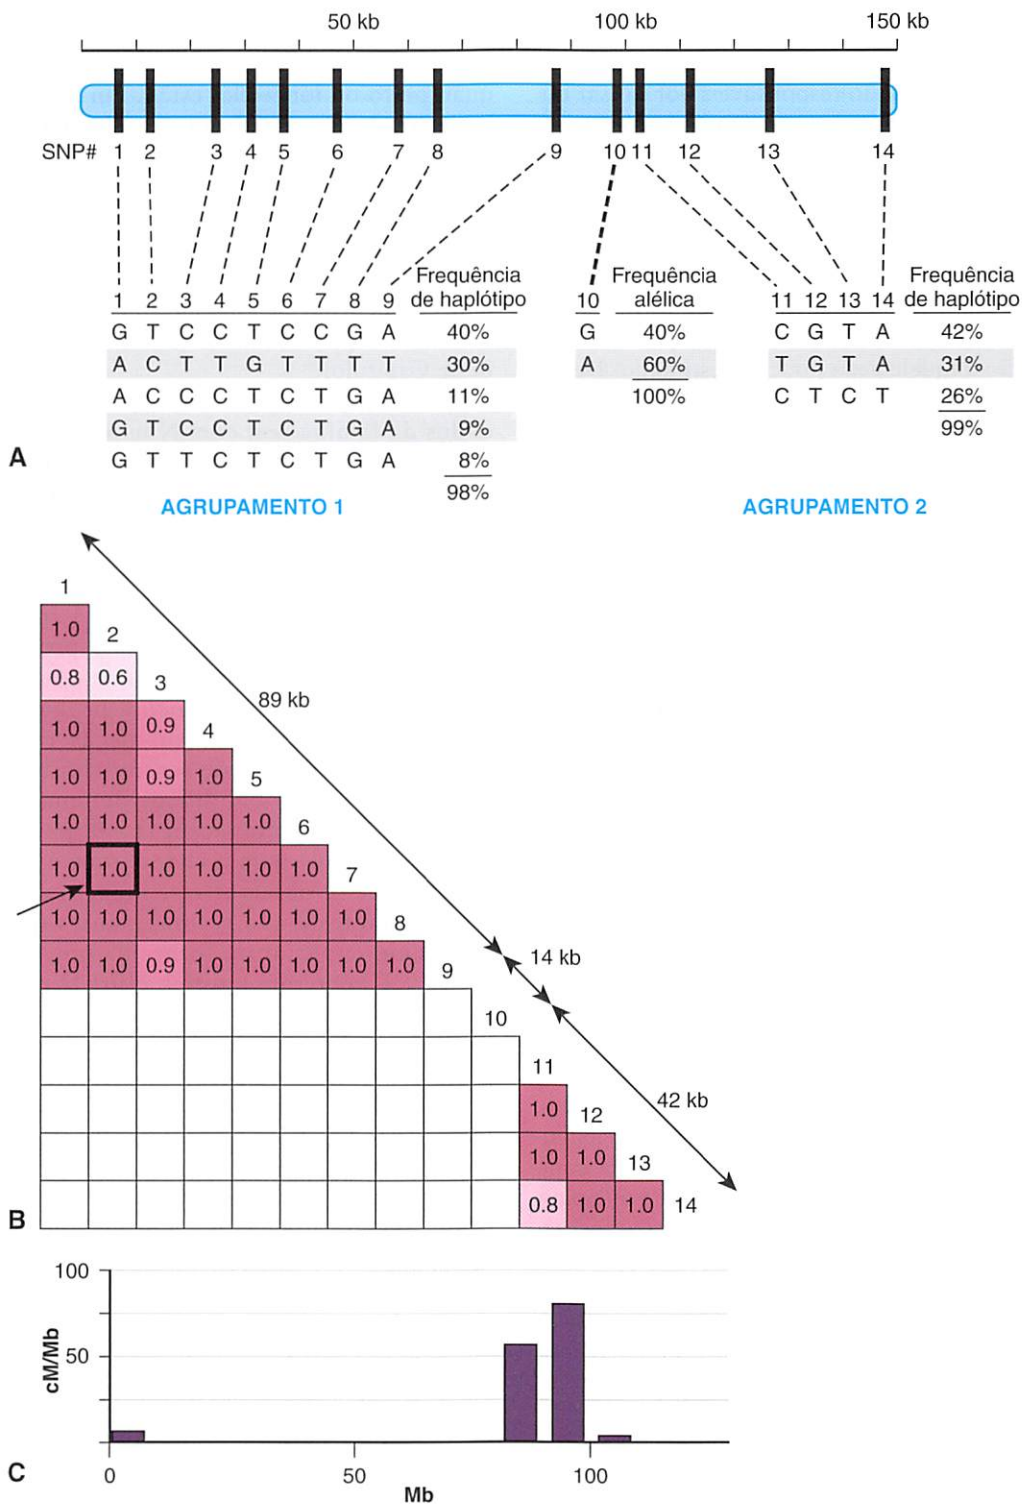 50 kb 100 kb 150 kb
SNP# 1 2 3 4 5 6 7 8 9 10 11 12 13 14
Frequência Frequência Frequência
1 2 3 4 5 6 7 8 9 de haplótipo 10 alélica 11 12 13 14 de haplótipo
G T C C T C C G A 40% G 40% C G T A 42%
A C T T G T T T T 30% A 60% T G T A 31%
A C C C T C T G A 11% 100% C T C T 26%
G T C C T C T G A 9% 99%
A G T T C T C T G A 8%
98%
AGRUPAMENTO 1 AGRUPAMENTO 2
1
1.0 2
0.8 0.6 3
89 kb
1.0 1.0 0.9 4
1.0 1.0 0.9 1.0 5
1.0 1.0 1.0 1.0 1.0 6
1.0 1.0 1.0 1.0 1.0 1.0 7
1.0 1.0 1.0 1.0 1.0 1.0 1.0 8
14 kb
1.0 1.0 0.9 1.0 1.0 1.0 1.0 1.0 9
10
11
42 kb
1.0 12
1.0 1.0 13
B 0.8 1.0 1.0 14
100
50
cM/Mb
C 0 50 100
Mb